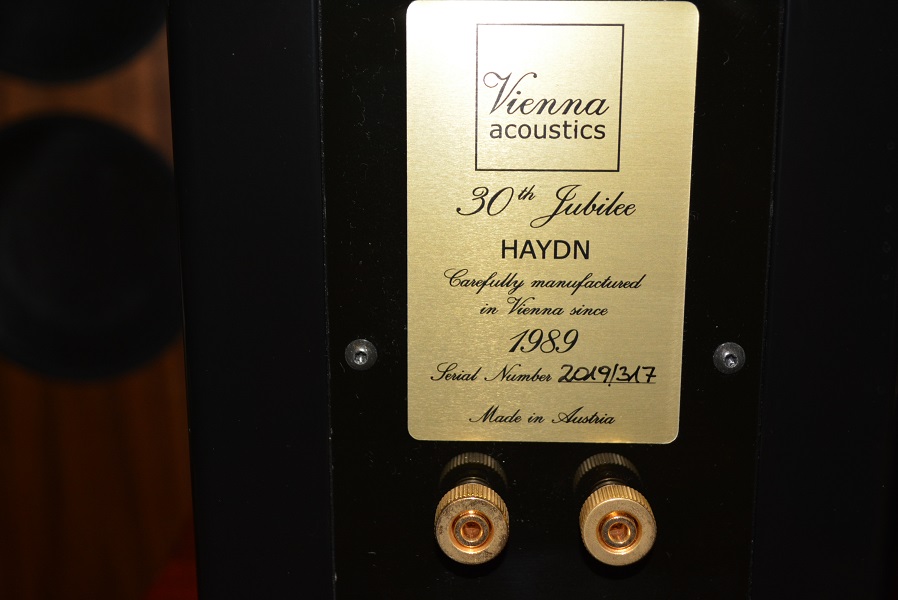 Vienna
acoustics
30th Jubilee
HAYDN
Carefully manufactured
in Vienna since
1989
Serial Number 2019/317
Made in Austria